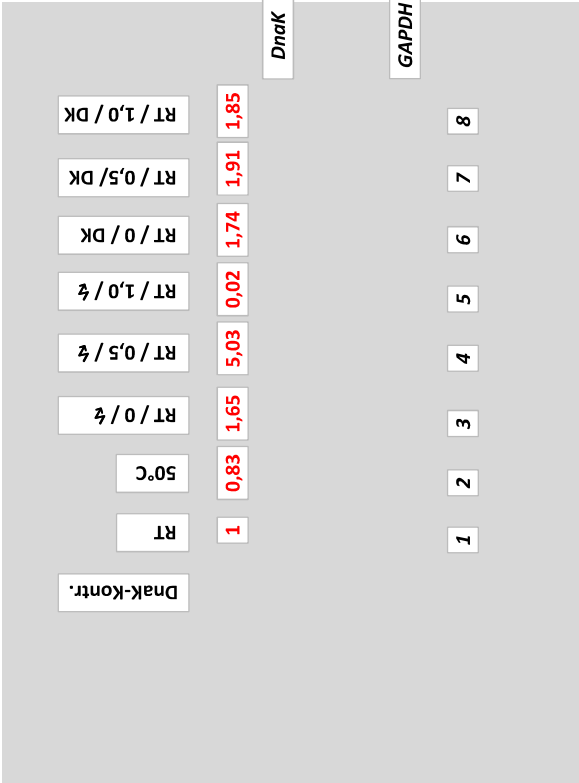 DnaK
GAPDH
RT / 1,0 / DK
1,85
8
RT / 0,5/ DK
1,91
7
RT / 0 / DK
1,74
6
RT / 1,0 / ↯
0,02
5
RT / 0,5 / ↯
5,03
4
RT / 0 / ↯
1,65
3
50°C
0,83
2
RT
1
1
DnaK-Kontr.